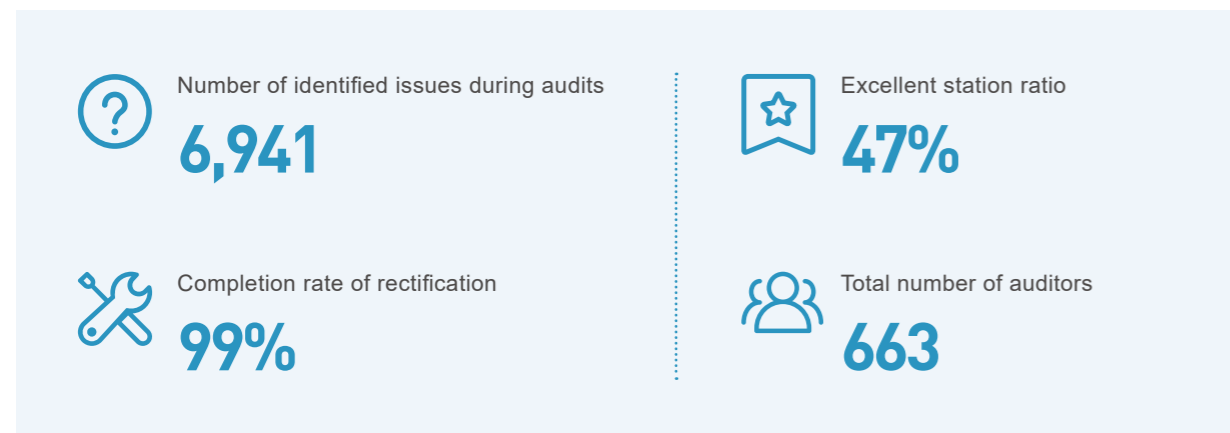 Number of identified issues during audits
6,941
Excellent station ratio
47%
Completion rate of rectification
99%
Total number of auditors
663